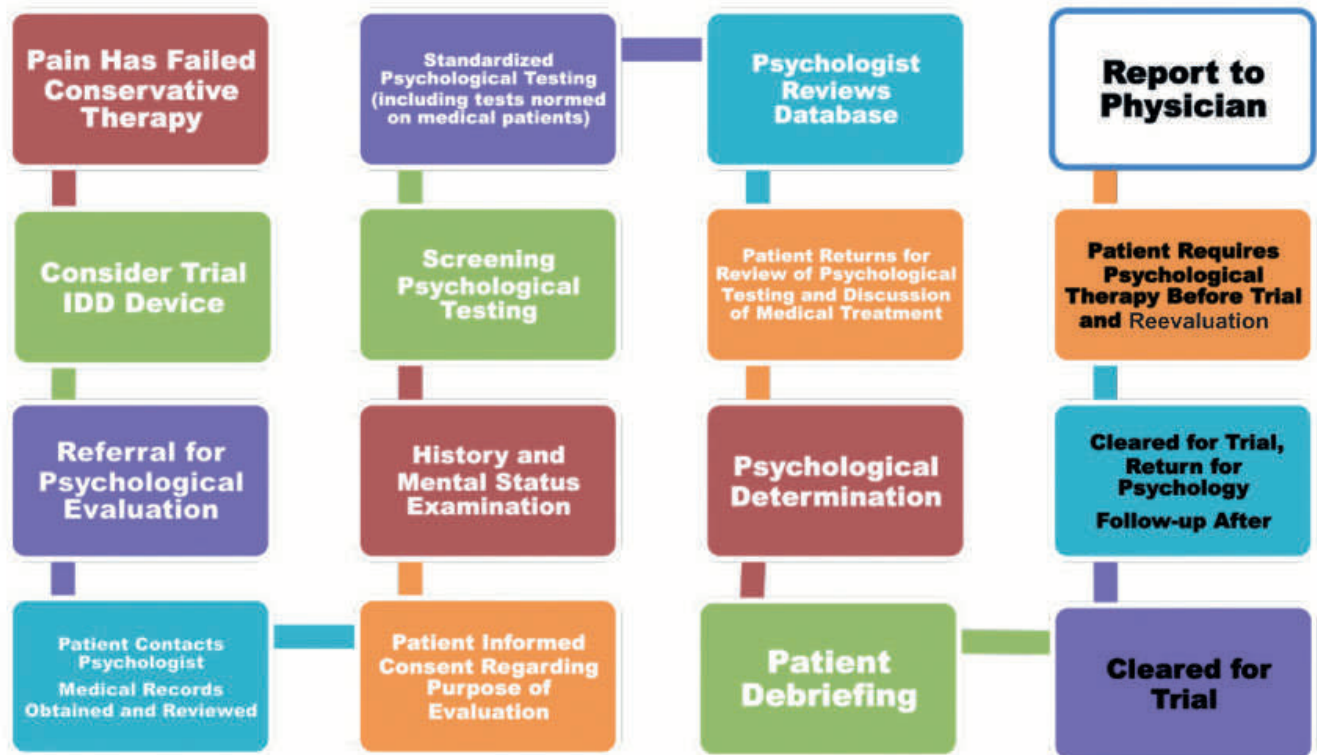 Pain Has Failed
Conservative
Therapy
Consider Trial
IDD Device
Referral for
Psychological
Evaluation
Patient Contacts
Psychologist
Medical Records
Obtained and Reviewed
Patient Informed
Consent Regarding
Purpose of
Evaluation
History and
Mental Status
Examination
Screening
Psychological
Testing
Standardized
Psychological Testing
(including tests normed
on medical patients)
Psychologist
Reviews
Database
Patient Returns for
Review of Psychological
Testing and Discussion
of Medical Treatment
Psychological
Determination
Patient
Debriefing
Cleared for
Trial
Cleared for Trial,
Return for
Psychology
Follow-up After
Patient Requires
Psychological
Therapy Before Trial
and Reevaluation
Report to
Physician